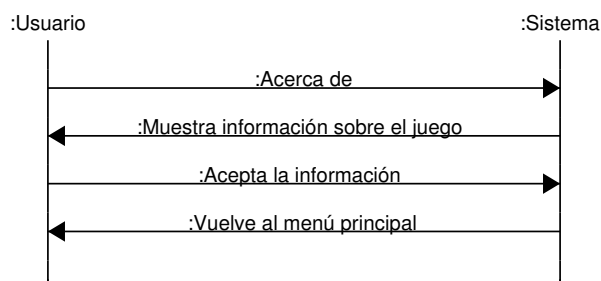 :Usuario
:Sistema
:Acerca de
:Muestra información sobre el juego
:Acepta la información
:Vuelve al menú principal